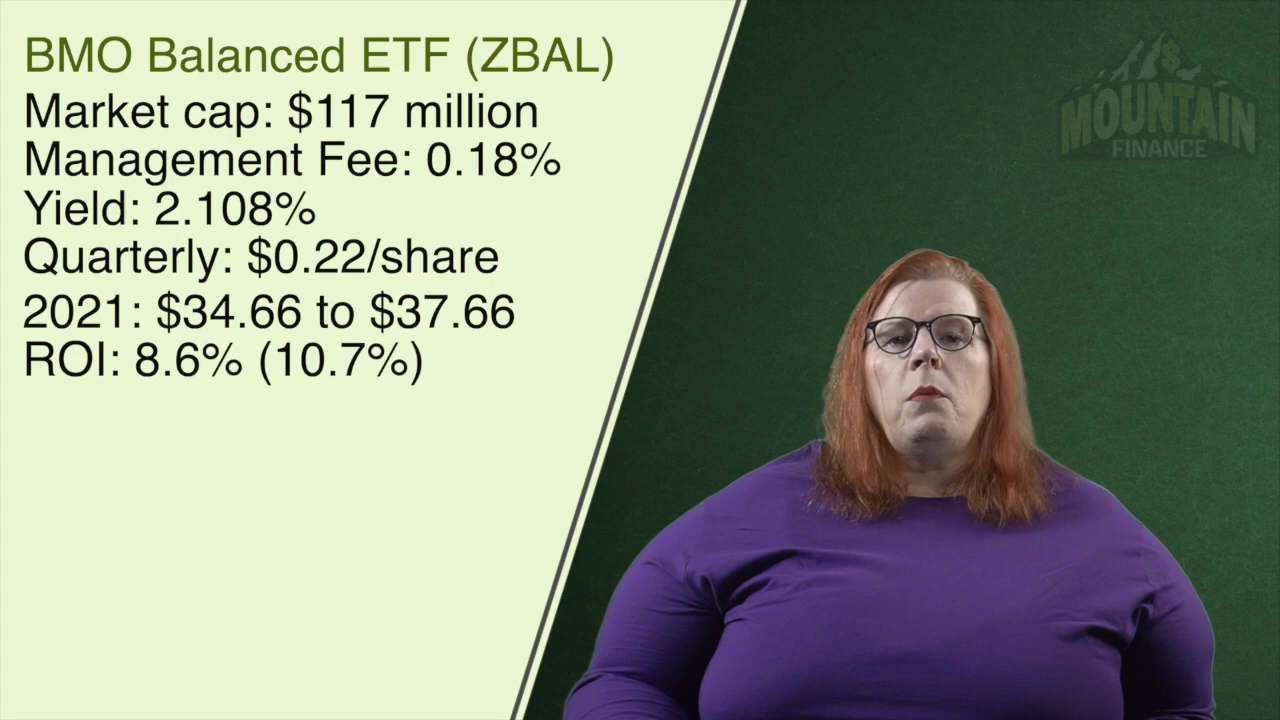 BMO Balanced ETF (ZBAL)
Market cap: $117 million
Management Fee: 0.18%
Yield: 2.108%
Quarterly: $0.22/share
2021: $34.66 to $37.66
ROI: 8.6% (10.7%)
$
MOUNTAIN
FINANCE